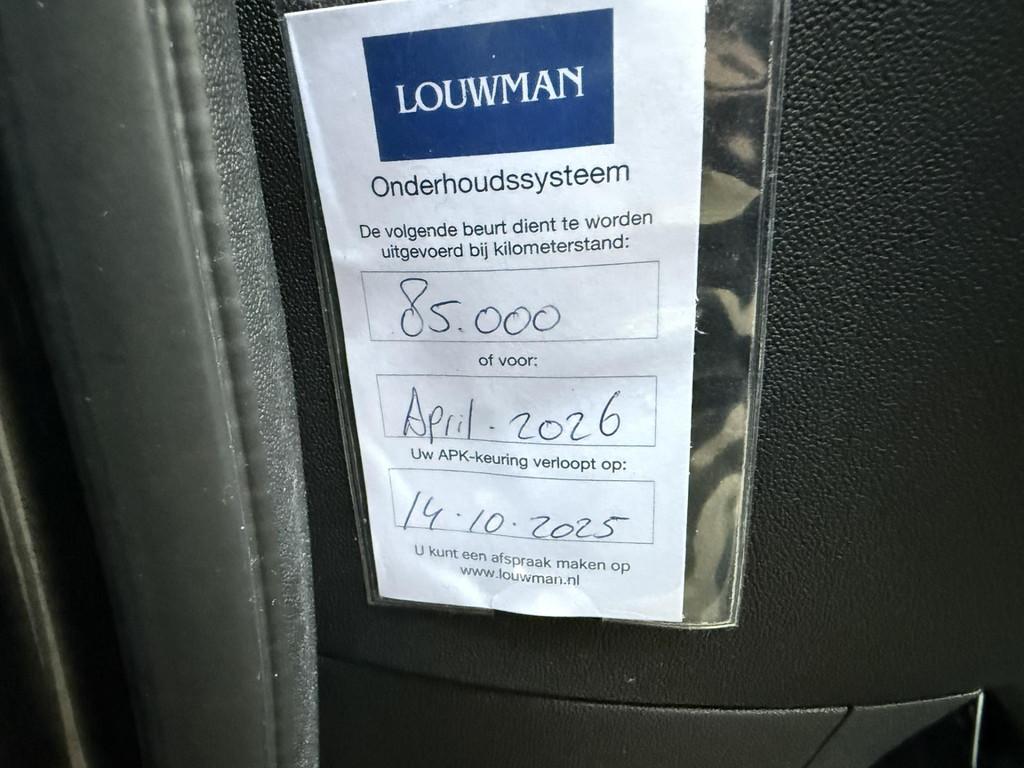 LOUWMAN
Onderhoudssysteem
De volgende beurt dient te worden
uitgevoerd bij kilometerstand:
85.000
of voor:
April. 2026
Uw APK-keuring verloopt op:
14.10.2025
U kunt een afspraak maken op
www.louwman.nl